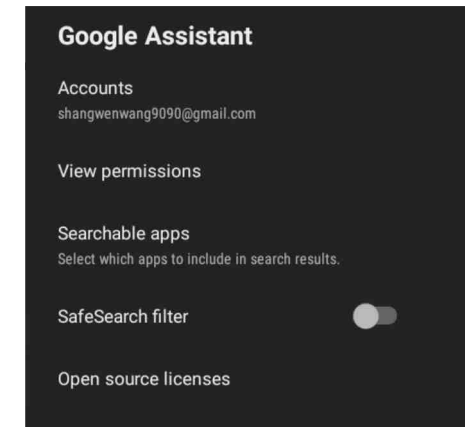 Google Assistant
Accounts
shangwenwang9090@gmail.com
View permissions
Searchable apps
Select which apps to include in search results.
SafeSearch filter
Open source licenses